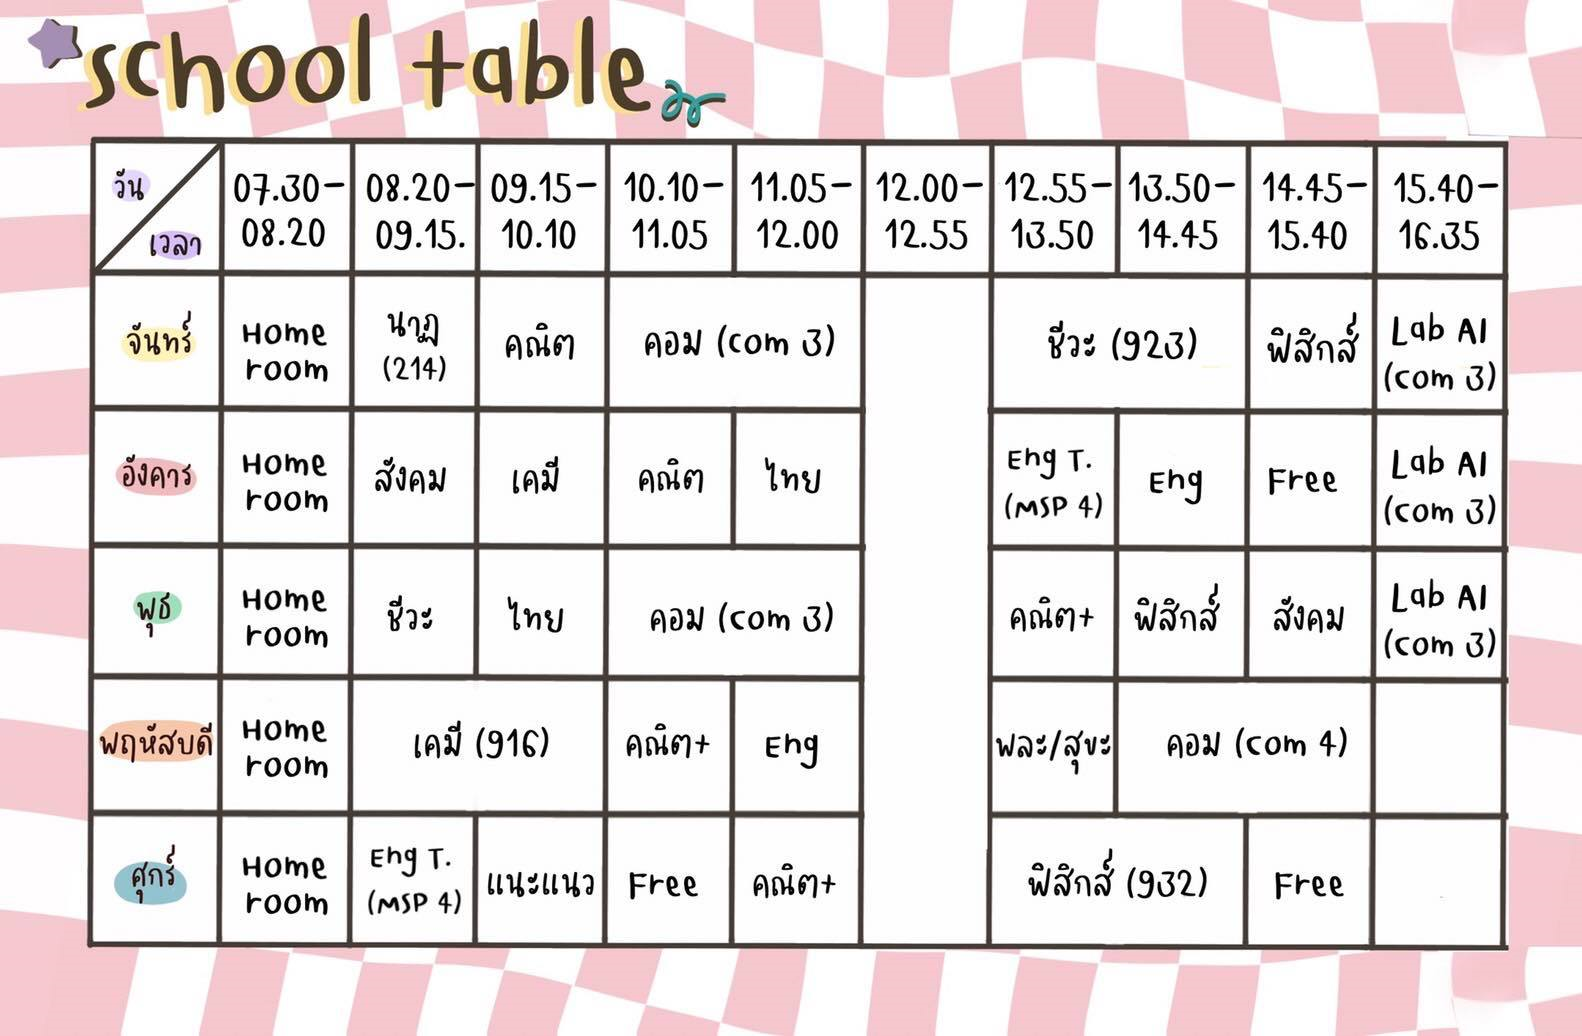 school table
วัน
เวลา
07.30-
08.20
08.20-
09.15.
09.15-
10.10
10.10-
11.05
11.05-
12.00
12.00-
12.55
12.55-
13.50
13.50-
14.45
14.45-
15.40
15.40-
16.35
จันทร์
Home
room
นาฏ
(214)
คณิต
คอม (com 3)
ชีวะ (923)
ฟิสิกส์
Lab AI
(com 3)
อังคาร
Home
room
สังคม
เคมี
คณิต
ไทย
Eng T.
(MSP 4)
Eng
Free
Lab AI
(com 3)
พุธ
Home
room
ชีวะ
ไทย
คอม (com 3)
คณิต+
ฟิสิกส์
สังคม
Lab AI
(com 3)
พฤหัสบดี
Home
room
เคมี (916)
คณิต+
Eng
พละ/สุขะ
คอม (com 4)
ศุกร์
Home
room
Eng T.
(MSP 4)
แนะแนว
Free
คณิต+
ฟิสิกส์ (932)
Free